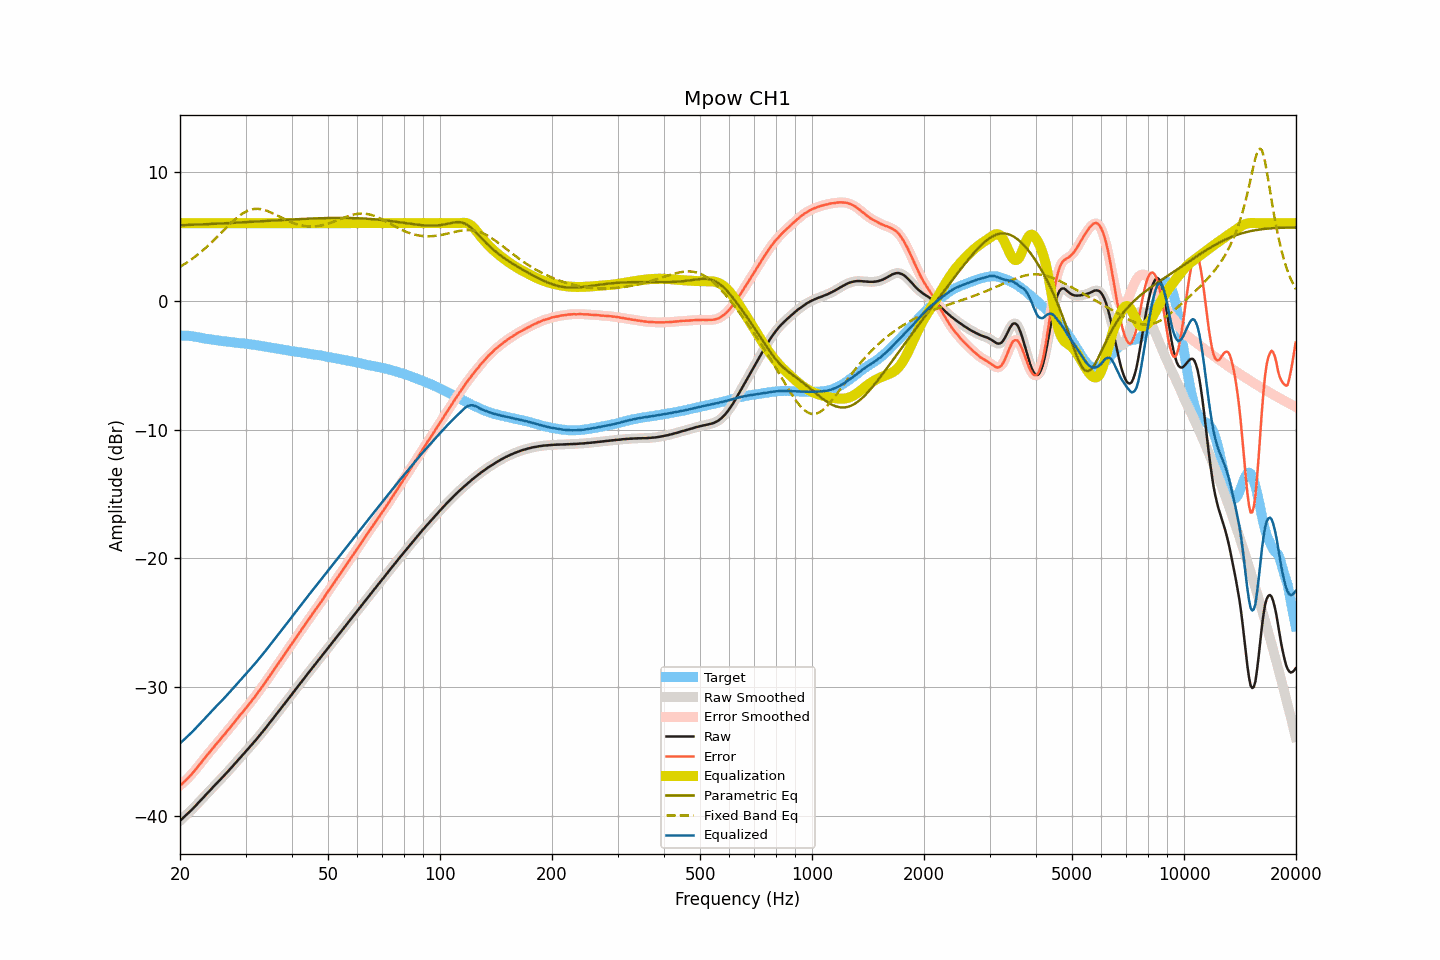 Mpow CH1
10
0
−10
−20
−30
−40
Amplitude (dBr)
Target
Raw Smoothed
Error Smoothed
Raw
Error
Equalization
Parametric Eq
Fixed Band Eq
Equalized
20 50 100 200 500 1000 2000 5000 10000 20000
Frequency (Hz)